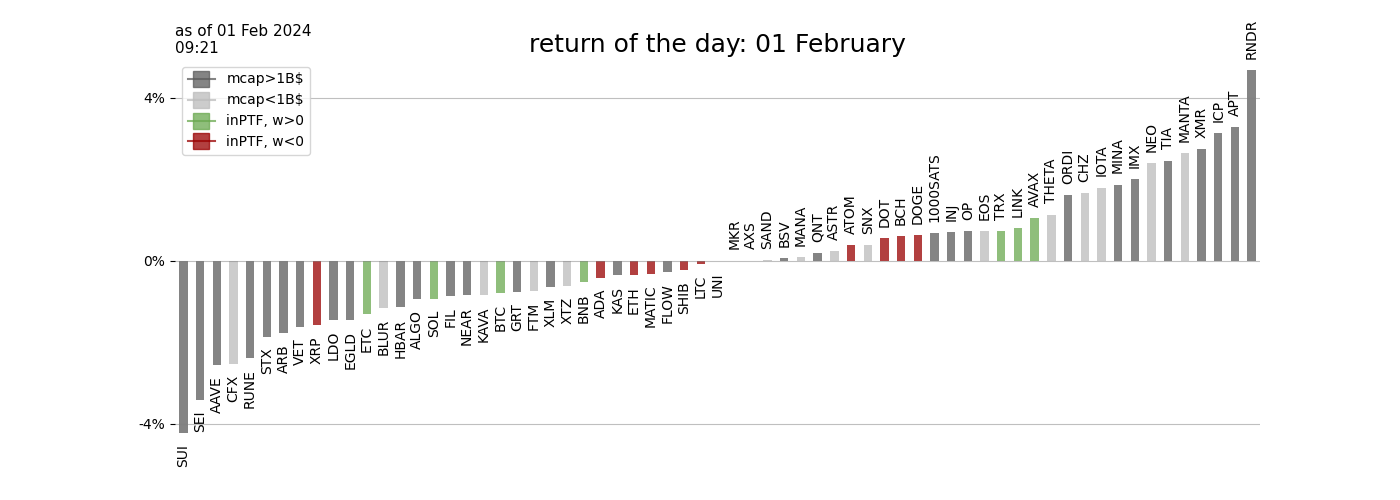 as of 01 Feb 2024
09:21
return of the day: 01 February
mcap>1B$
mcap<1B$
inPTF, w>0
inPTF, w<0
4%
0%
-4%
SUI
SEI
AAVE
CFX
RUNE
STX
ARB
VET
XRP
LDO
EGLD
ETC
BLUR
HBAR
ALGO
SOL
FIL
NEAR
KAVA
BTC
GRT
FTM
XLM
XTZ
BNB
ADA
KAS
ETH
MATIC
FLOW
SHIB
LTC
UNI
MKR
AXS
SAND
BSV
MANA
QNT
ASTR
ATOM
SNX
DOT
BCH
DOGE
1000SATS
INJ
OP
EOS
TRX
LINK
AVAX
THETA
ORDI
CHZ
IOTA
MINA
IMX
NEO
TIA
MANTA
XMR
ICP
APT
RNDR